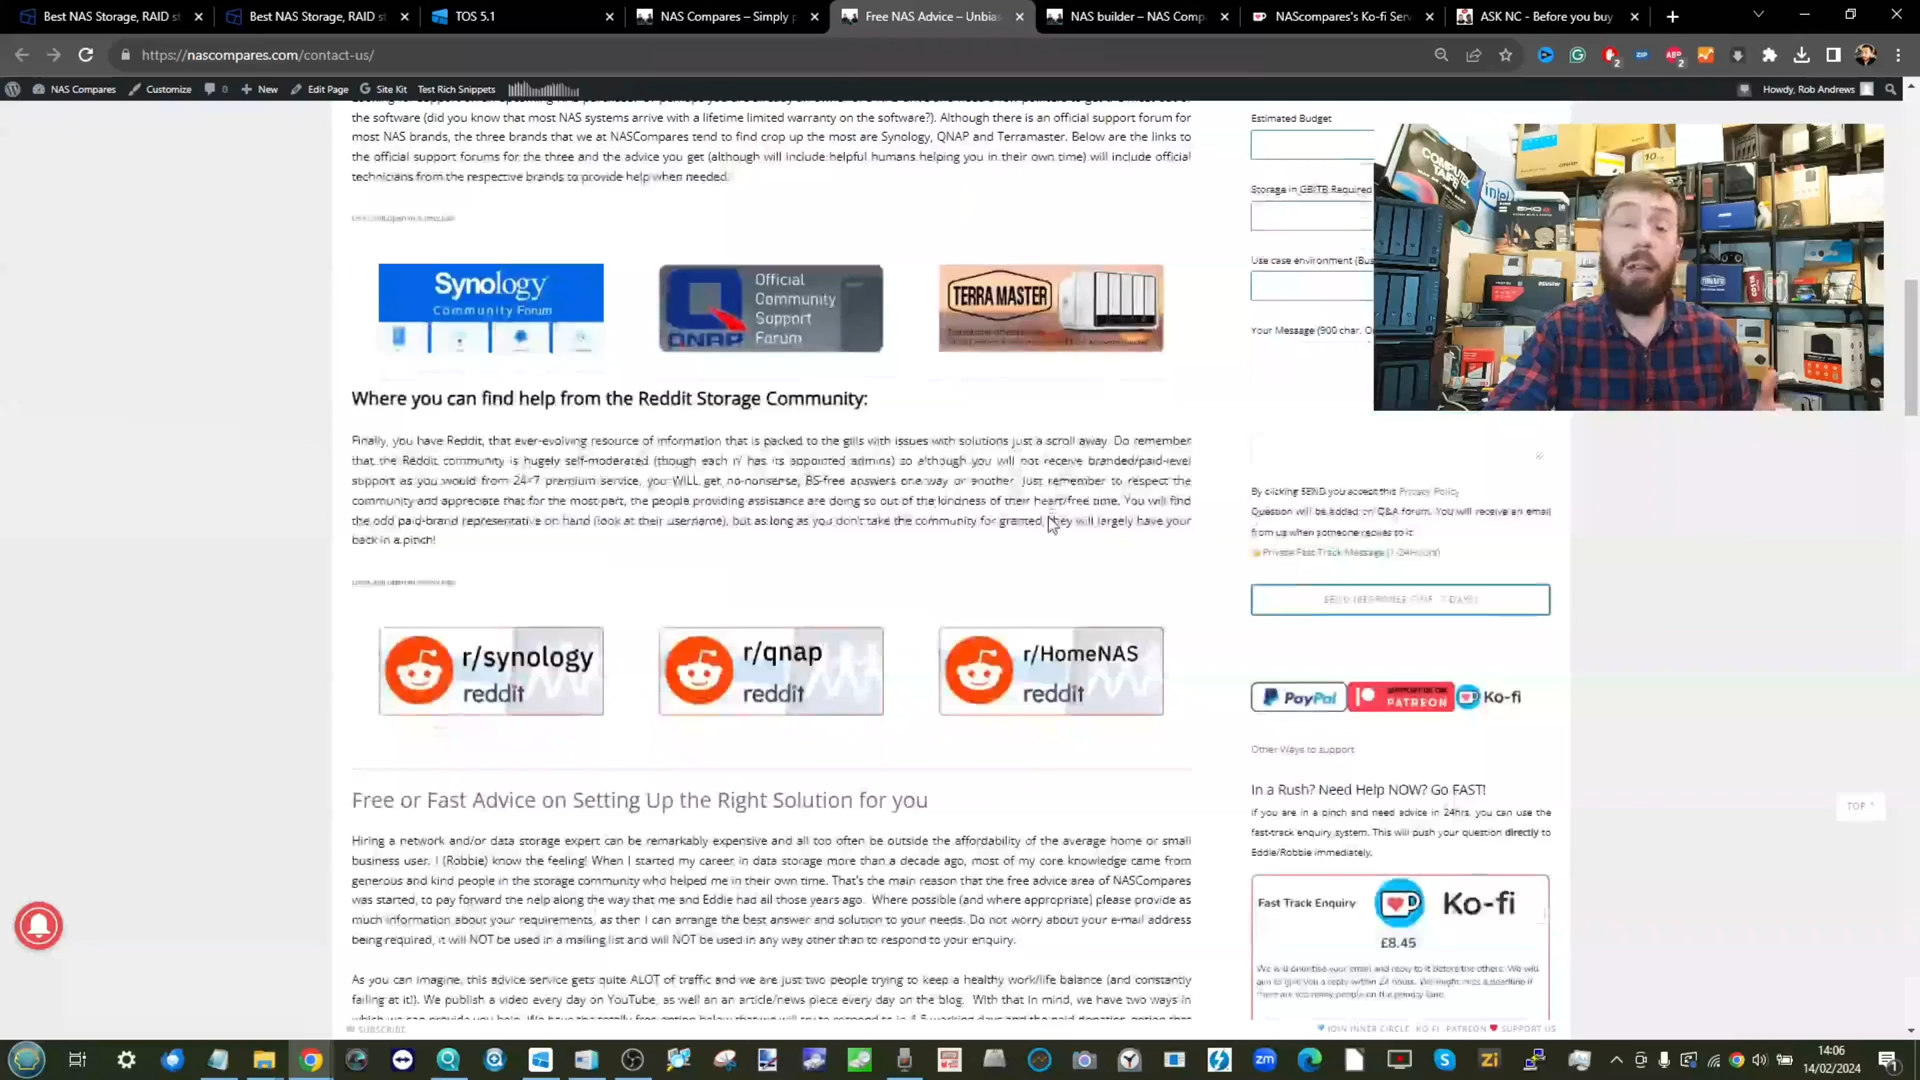 Best NAS Storage, RAID st
Best NAS Storage, RAID st
TOS 5.1
NAS Compares – Simply p
Free NAS Advice – Unbias
NAS builder – NAS Comp
NAScompares's Ko-fi Ser
ASK NC - Before you buy
https://nascompares.com/contact-us/
NAS Compares
Customize
0
New
Edit Page
Site Kit
Test Rich Snippets
Howdy, Rob Andrews
the software (did you know that most NAS systems arrive with a lifetime limited warranty on the software?). Although there is an official support forum for
most NAS brands, the three brands that we at NASCompares tend to find crop up the most are Synology, QNAP and Terramaster. Below are the links to
the official support forums for the three and the advice you get (although will include helpful humans helping you in their own time) will include official
technicians from the respective brands to provide help when needed.
Synology
Community Forum
QNAP
Official
Community
Support
Forum
TERRA MASTER
Where you can find help from the Reddit Storage Community:
Finally, you have Reddit, that ever-evolving resource of information that is packed to the gills with issues with solutions just a scroll away. Do remember
that the Reddit community is hugely self-moderated (though each r/ has its appointed admins) so although you will not receive branded/paid-level
support as you would from 24×7 premium service, you WILL get no-nonsense, BS-free answers one way or another. Just remember to respect the
community and appreciate that for the most part, the people providing assistance are doing so out of the kindness of their heart/free time. You will find
the odd paid-brand representative on hand (look at their username), but as long as you don't take the community for granted, they will largely have your
back in a pinch!
r/synology
reddit
r/qnap
reddit
r/HomeNAS
reddit
Free or Fast Advice on Setting Up the Right Solution for you
Hiring a network and/or data storage expert can be remarkably expensive and all too often be outside the affordability of the average home or small
business user. I (Robbie) know the feeling! When I started my career in data storage more than a decade ago, most of my core knowledge came from
generous and kind people in the storage community who helped me in their own time. That's the main reason that the free advice area of NASCompares
was started, to pay forward the help along the way that me and Eddie had all those years ago. Where possible (and where appropriate) please provide as
much information about your requirements, as then I can arrange the best answer and solution to your needs. Do not worry about your e-mail address
being required, it will NOT be used in a mailing list and will NOT be used in any way other than to respond to your enquiry.
As you can imagine, this advice service gets quite ALOT of traffic and we are just two people trying to keep a healthy work/life balance (and constantly
failing at it!). We publish a video every day on YouTube, as well an an article/news piece every day on the blog. With that in mind, we have two ways in
SUBSCRIBE
Estimated Budget
Storage in GB/TB Required
Use case environment (Bus
Your Message (900 char. O
COMPUTEX
TAIPEI
intel
QNAP
By clicking SEND you accept this Privacy Policy
Question will be added on Q&A forum. You will receive an email
from us when someone replies to it.
Private Fast Track Message (1-24Hours)
PayPal
SUPPORT US ON
PATREON
Ko-fi
Other Ways to support
In a Rush? Need Help NOW? Go FAST!
If you are in a pinch and need advice in 24hrs, you can use the
fast-track enquiry system. This will push your question directly to
Eddie/Robbie immediately.
Fast Track Enquiry
Ko-fi
£8.45
TOP
JOIN INNER CIRCLE KO-FI PATREON SUPPORT US
14:06
14/02/2024